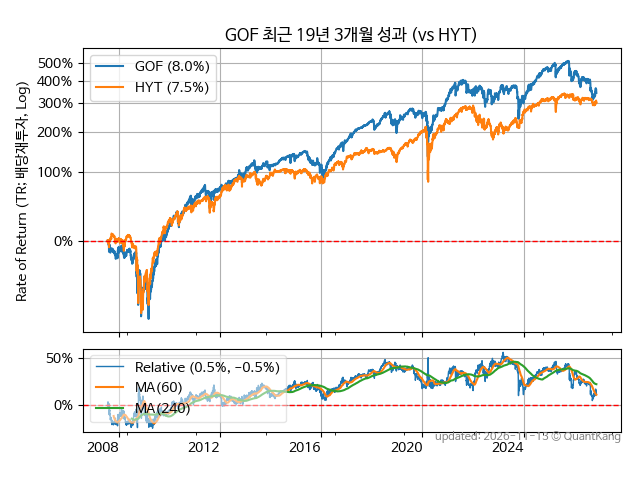 GOF 최근 19년 3개월 성과 (vs HYT)
Rate of Return (TR: 배당재투자, Log)
500%
400%
300%
200%
100%
0%
GOF (8.0%)
HYT (7.5%)
50%
0%
Relative (0.5%, −0.5%)
MA(60)
MA(240)
2008
2012
2016
2020
2024
updated: 2026-11-13 © QuantKang